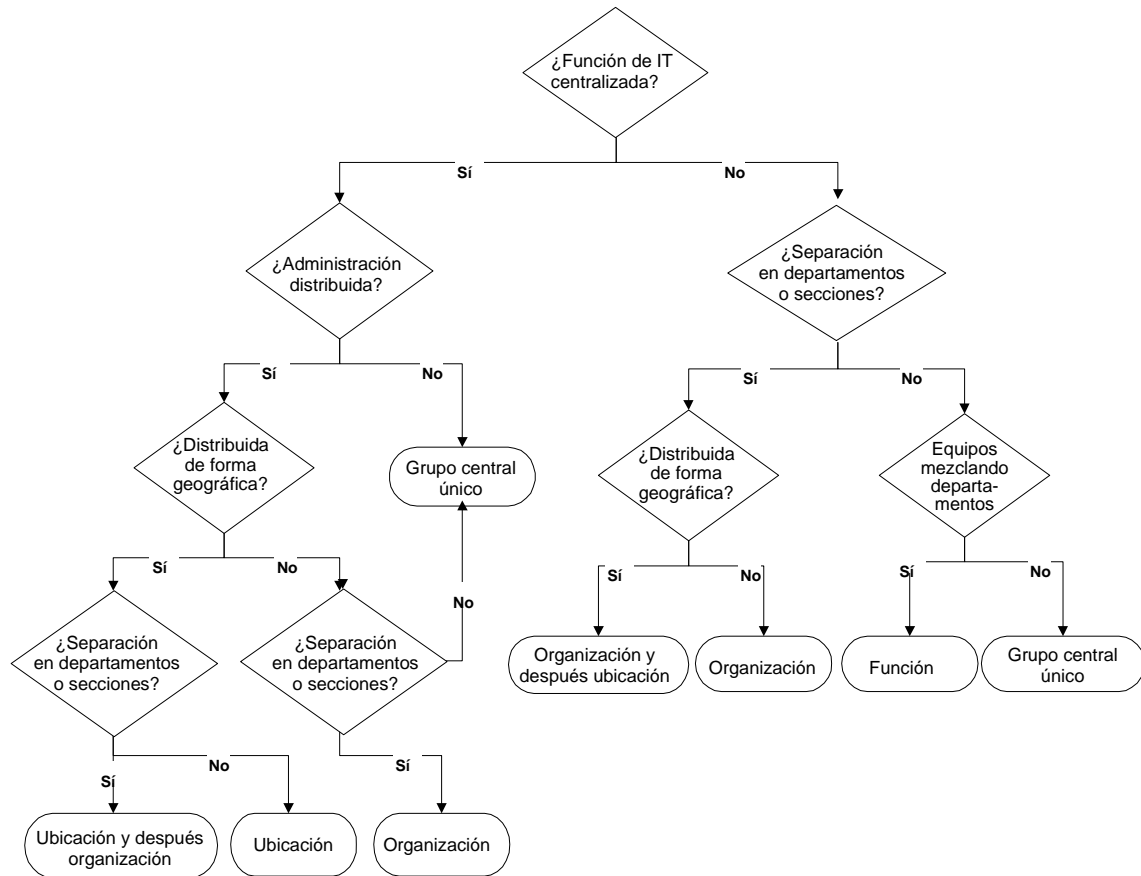 ¿Función de IT
centralizada?
Sí
No
¿Administración
distribuida?
¿Separación
en departamentos
o secciones?
Sí
No
Sí
No
¿Distribuida
de forma
geográfica?
Grupo central
único
¿Distribuida
de forma
geográfica?
Equipos
mezclando
departa-
mentos
Sí
No
No
Sí
No
Sí
No
¿Separación
en departamentos
o secciones?
¿Separación
en departamentos
o secciones?
Organización y
después ubicación
Organización
Función
Grupo central
único
Sí
No
Sí
Ubicación y después
organización
Ubicación
Organización